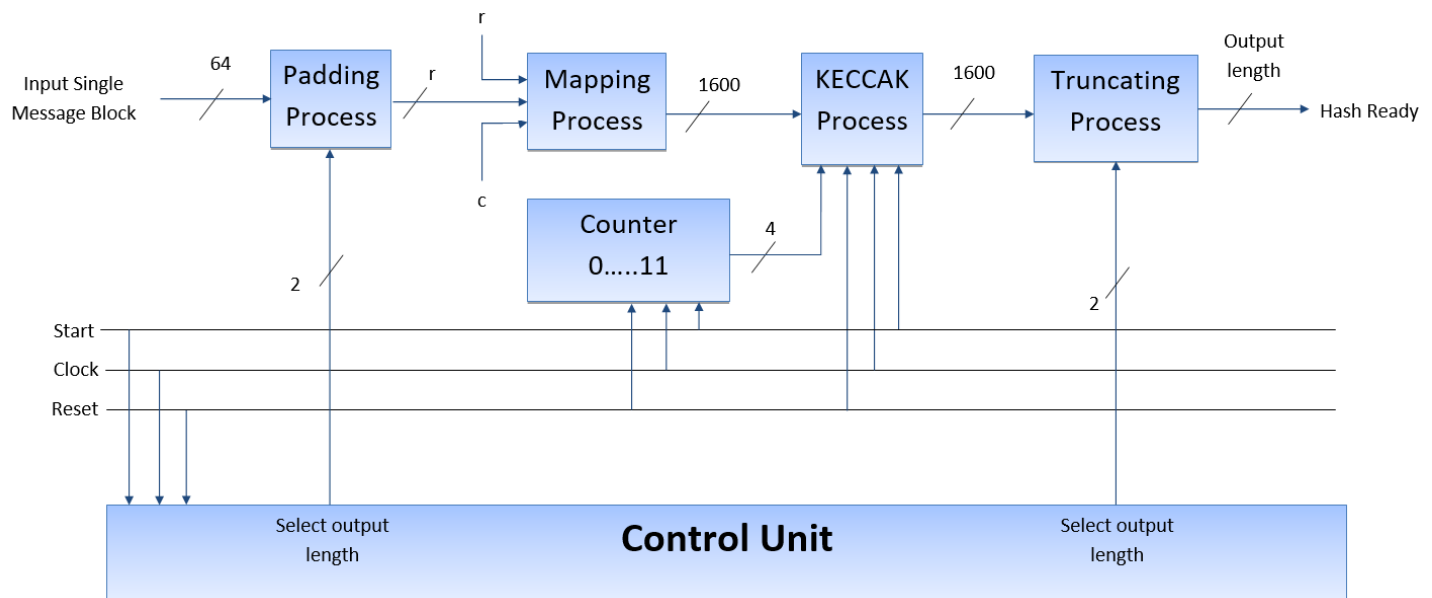 r
Output
length
64
Padding
Process
r
Mapping
Process
1600
KECCAK
Process
1600
Truncating
Process
Input Single
Message Block
Hash Ready
c
Counter
0.....11
4
2
2
Start
Clock
Reset
Select output
length
Control Unit
Select output
length